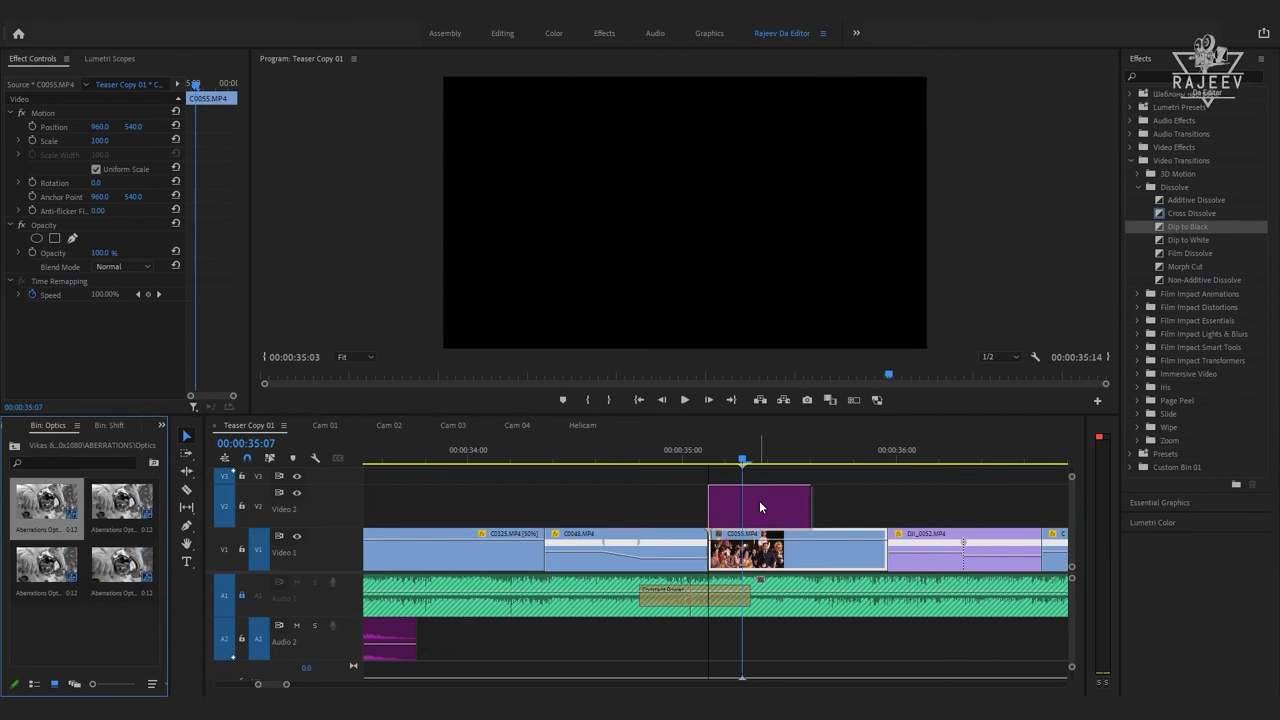 Assembly Editing Color Effects Audio Graphics Rajeev Da Editor
Effect Controls Lumetri Scopes
Source * C0055.MP4 Teaser Copy 01 * C...
Video
C0055.MP4
Motion
Position 960.0 540.0
Scale 100.0
Scale Width 100.0
Uniform Scale
Rotation 0.0
Anchor Point 960.0 540.0
Anti-flicker Fi... 0.00
Opacity
Opacity 100.0 %
Blend Mode Normal
Time Remapping
Speed 100.00%
00:00:35:07
Program: Teaser Copy 01
00:00:35:03 Fit 1/2 00:00:35:14
Effects
RAJEEV
Da Editor
Lumetri Presets
Audio Effects
Audio Transitions
Video Effects
Video Transitions
3D Motion
Dissolve
Additive Dissolve
Cross Dissolve
Dip to Black
Dip to White
Film Dissolve
Morph Cut
Non-Additive Dissolve
Film Impact Animations
Film Impact Distortions
Film Impact Essentials
Film Impact Lights & Blurs
Film Impact Smart Tools
Film Impact Transformers
Immersive Video
Iris
Page Peel
Slide
Wipe
Zoom
Presets
Custom Bin 01
Essential Graphics
Lumetri Color
Bin: Optics Bin: Shift
Vikas &...0x1080\ABERRATIONS\Optics
Aberrations Opt... 0:12 Aberrations Opt... 0:12
Aberrations Opt... 0:12 Aberrations Opt... 0:12
Teaser Copy 01 Cam 01 Cam 02 Cam 03 Cam 04 Helicam
00:00:35:07
00:00:34:00 00:00:35:00 00:00:36:00
V3 V3
V2 V2 Video 2
V1 V1 Video 1
C0325.MP4 [50%] C0048.MP4 C0055.MP4 DJI_0052.MP4 C
A1 A1 Audio 1
A2 A2 M S Audio 2
0.0
S S